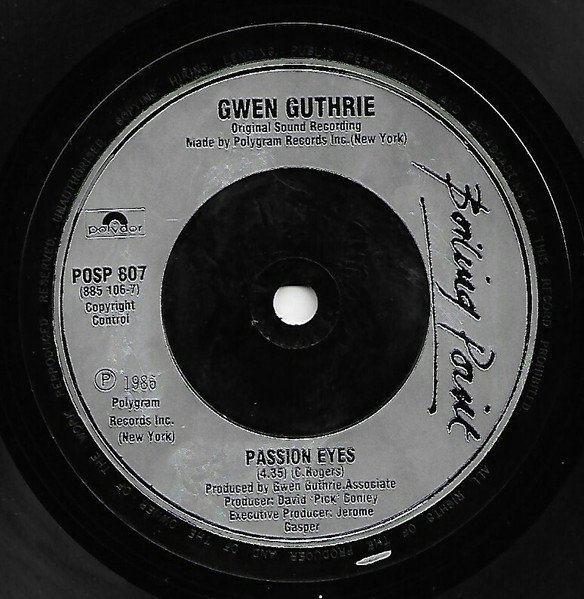 GWEN GUTHRIE
Original Sound Recording
Made by Polygram Records Inc.(New York)
Boiling Point
polydor
POSP 807
(885 106-7)
Copyright
Control
Ⓟ 1986
Polygram
Records Inc.
(New York)
PASSION EYES
(4.35) (C.Rogers)
Produced by Gwen Guthrie.Associate
Producer: David 'Pick' Conley
Executive Producer: Jerome
Gasper
ALL RIGHTS OF THE PRODUCER AND OF THE OWNER OF THE WORK REPRODUCED RESERVED UNAUTHORISED COPYING HIRING LENDING PUBLIC PERFORMANCE AND BROADCASTING OF THIS RECORD PROHIBITED